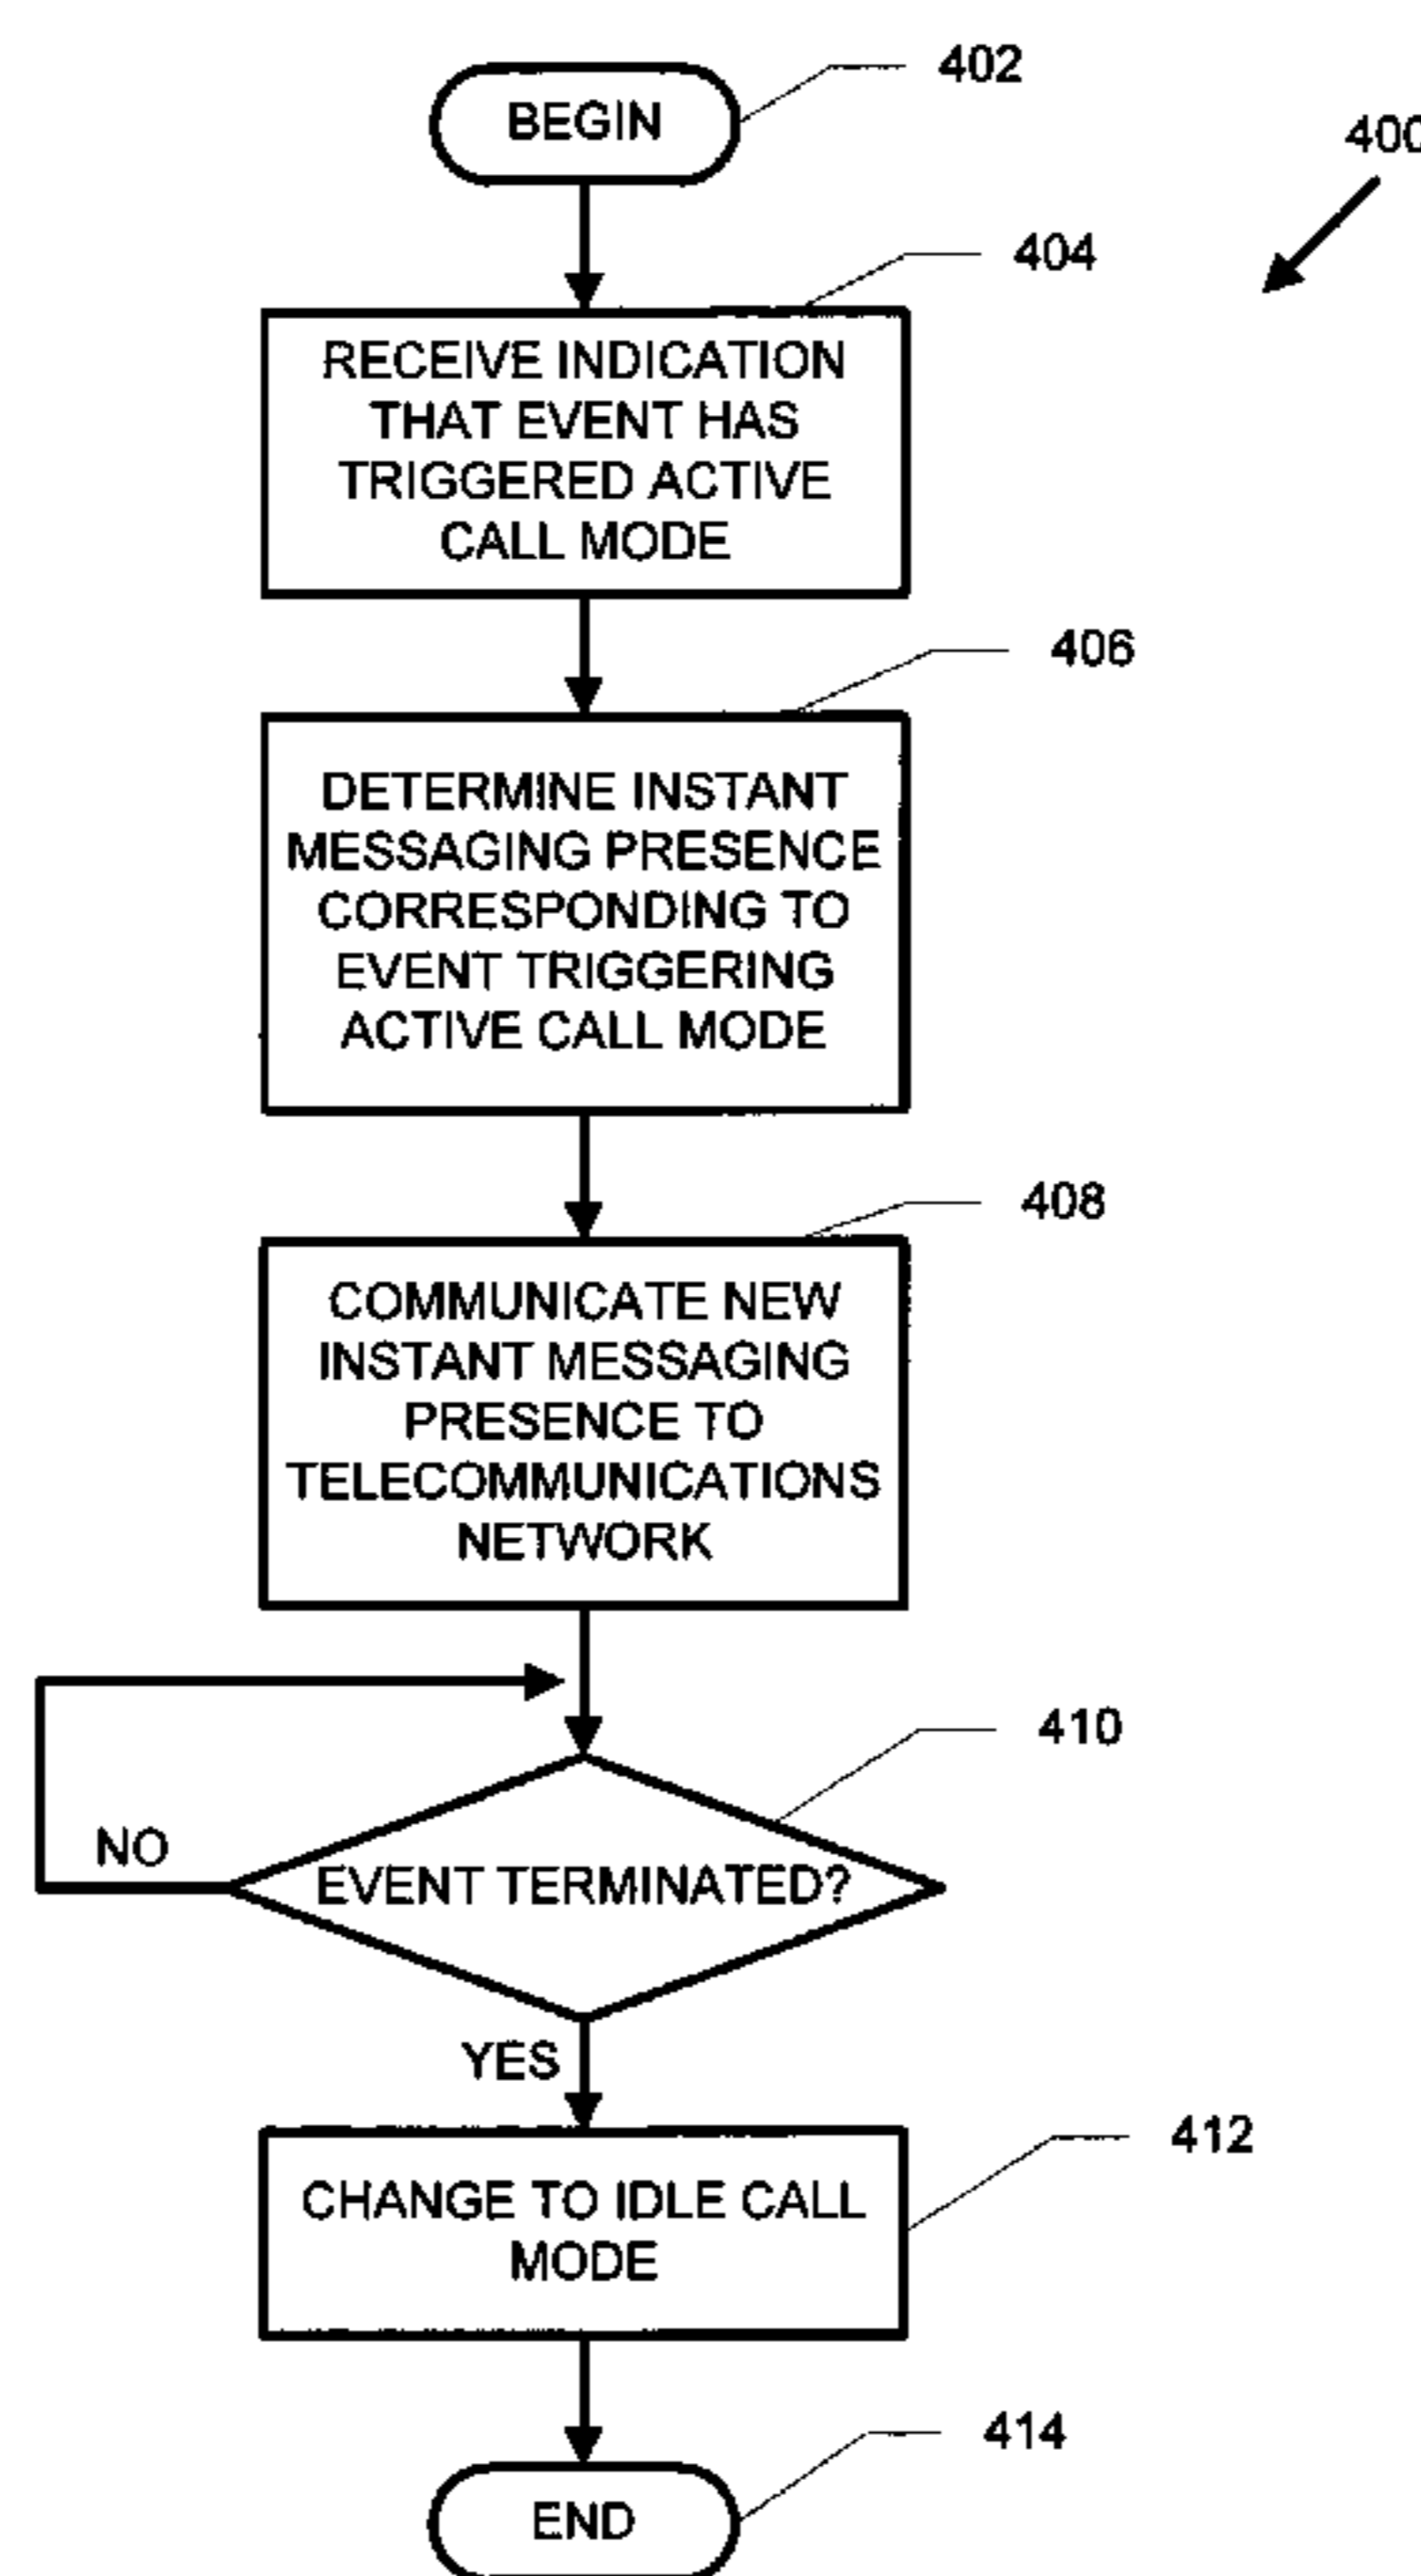 BEGIN
402
400
404
RECEIVE INDICATION
THAT EVENT HAS
TRIGGERED ACTIVE
CALL MODE
406
DETERMINE INSTANT
MESSAGING PRESENCE
CORRESPONDING TO
EVENT TRIGGERING
ACTIVE CALL MODE
408
COMMUNICATE NEW
INSTANT MESSAGING
PRESENCE TO
TELECOMMUNICATIONS
NETWORK
410
NO
EVENT TERMINATED?
YES
412
CHANGE TO IDLE CALL
MODE
414
END